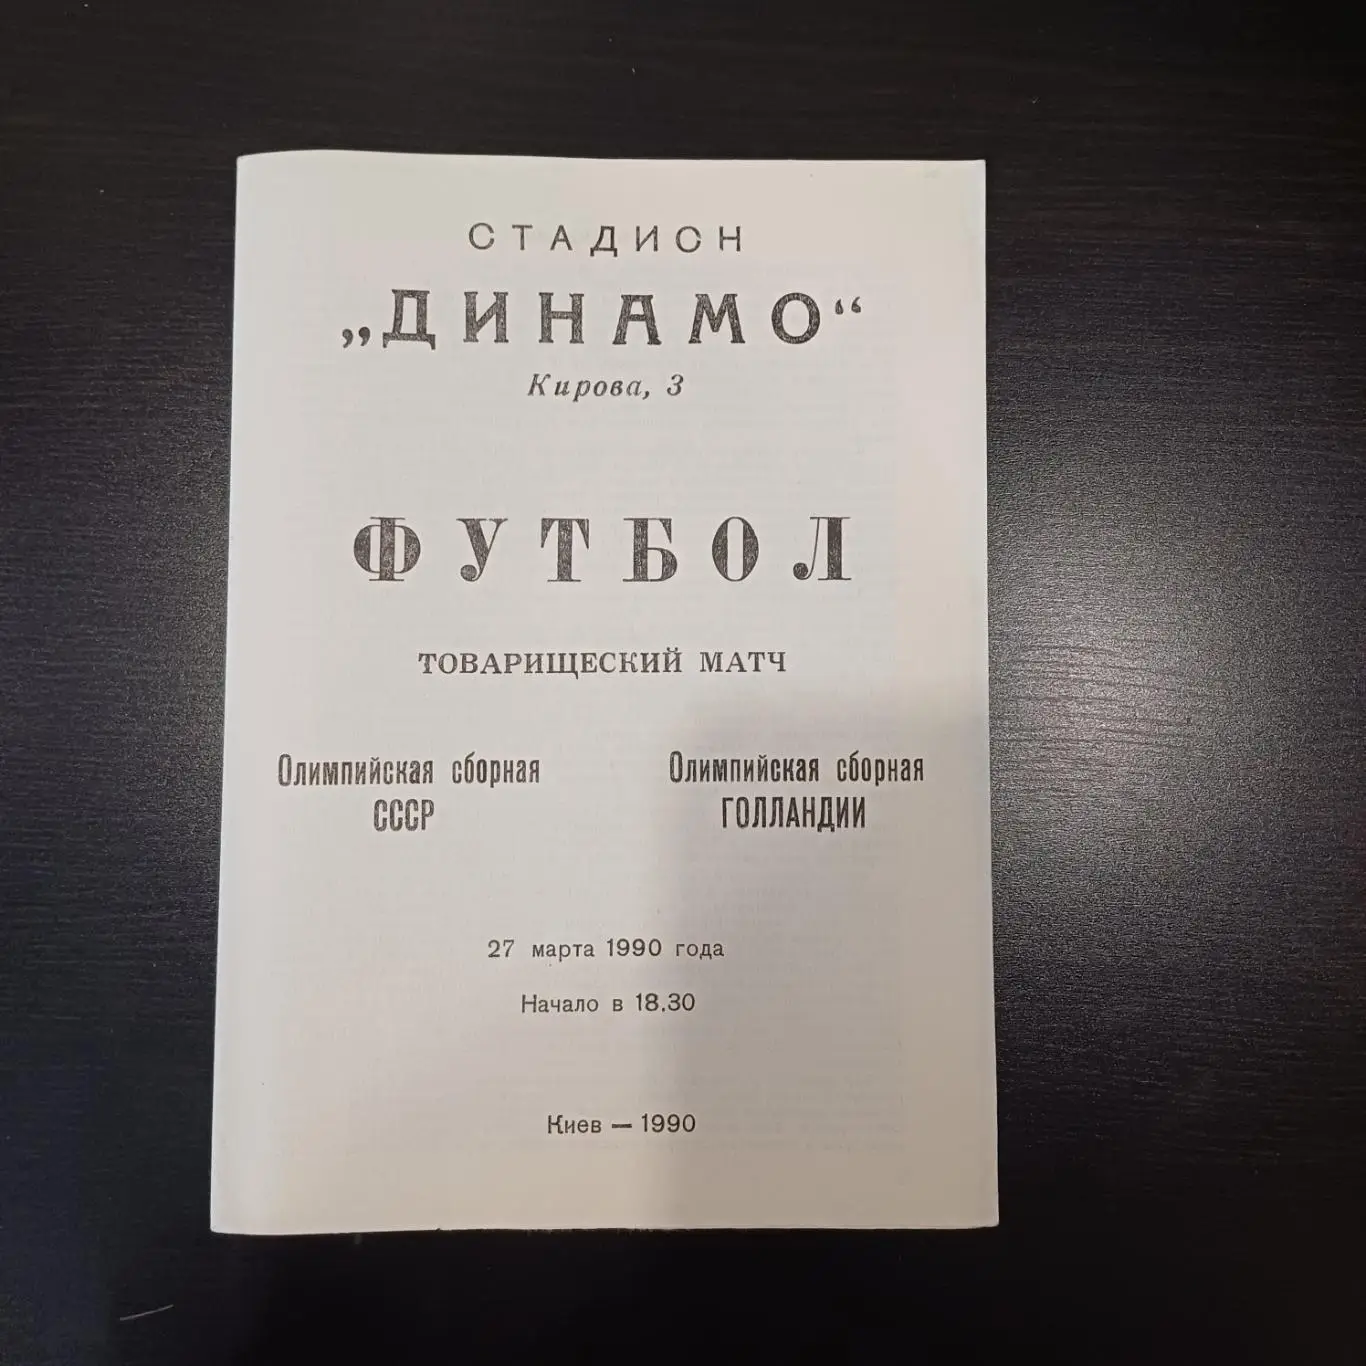 СТАДИОН
„ДИНАМО“
Кирова, 3
ФУТБОЛ
ТОВАРИЩЕСКИЙ МАТЧ
Олимпийская сборная
СССР
Олимпийская сборная
ГОЛЛАНДИИ
27 марта 1990 года
Начало в 18.30
Киев — 1990